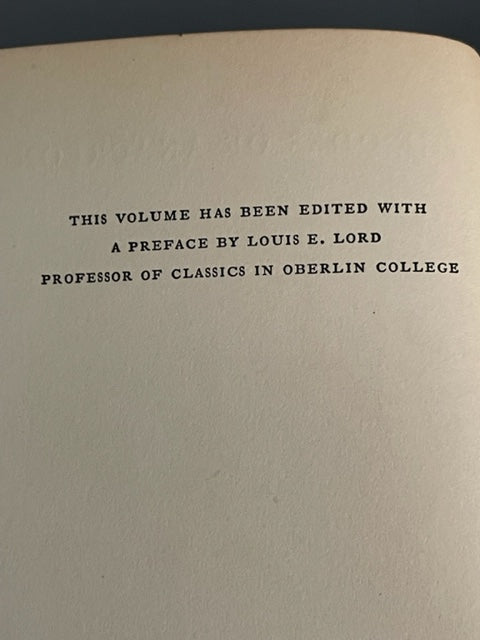 THIS VOLUME HAS BEEN EDITED WITH
A PREFACE BY LOUIS E. LORD
PROFESSOR OF CLASSICS IN OBERLIN COLLEGE